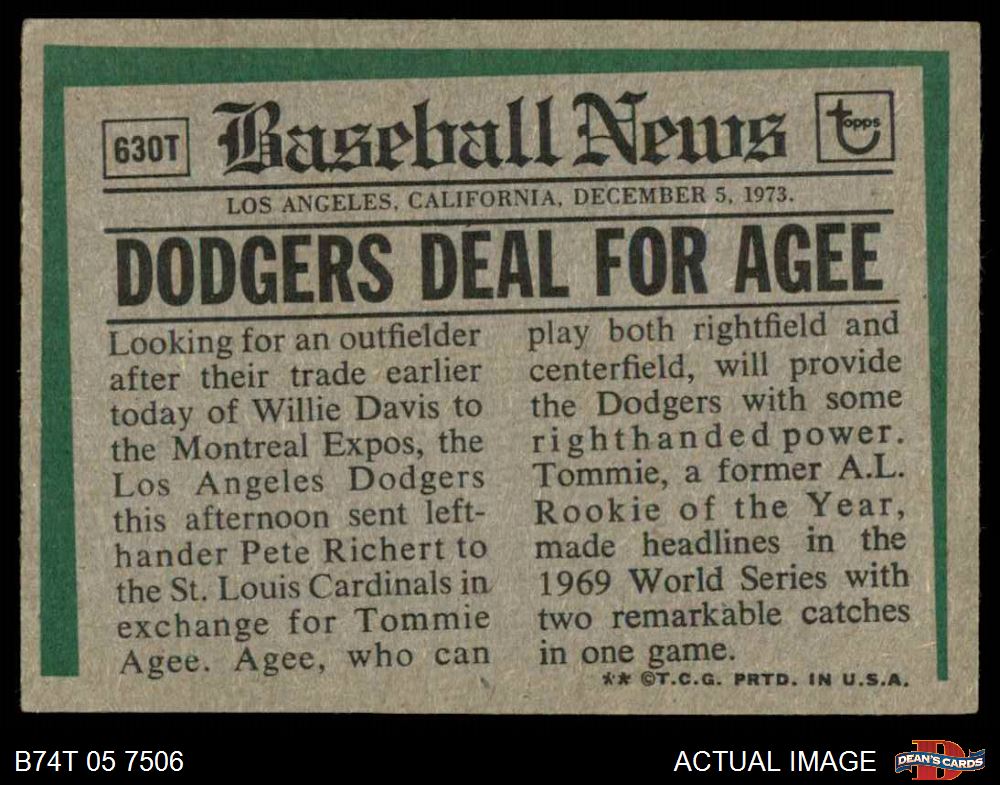 630T
Baseball News
topps
LOS ANGELES, CALIFORNIA, DECEMBER 5, 1973.
DODGERS DEAL FOR AGEE
Looking for an outfielder
after their trade earlier
today of Willie Davis to
the Montreal Expos, the
Los Angeles Dodgers
this afternoon sent left-
hander Pete Richert to
the St. Louis Cardinals in
exchange for Tommie
Agee. Agee, who can
play both rightfield and
centerfield, will provide
the Dodgers with some
righthanded power.
Tommie, a former A.L.
Rookie of the Year,
made headlines in the
1969 World Series with
two remarkable catches
in one game.
** ©T.C.G. PRTD. IN U.S.A.
B74T 05 7506
ACTUAL IMAGE
DEAN'S CARDS